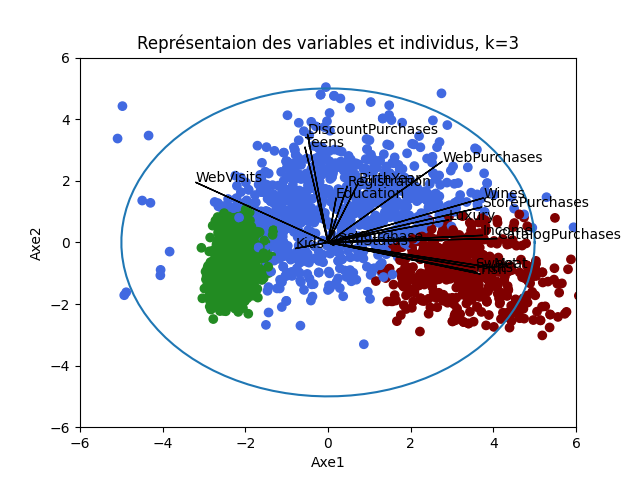 Représentaion des variables et individus, k=3
6
4
2
0
−2
−4
−6
Axe2
DiscountPurchases
Teens
WebPurchases
WebVisits
BirthYear
Registration
Education
Wines
StorePurchases
Luxury
Income
CatalogPurchases
Kids
−6
−4
−2
0
2
4
6
Axe1